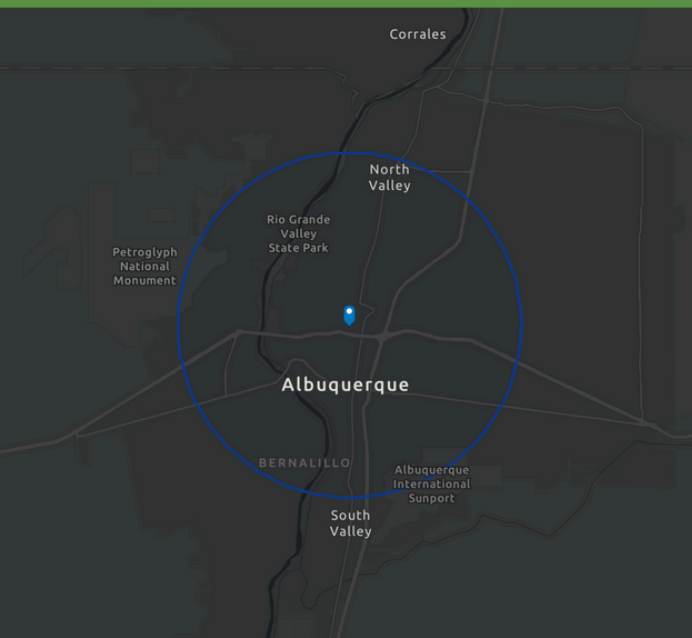 Corrales
North
Valley
Rio Grande
Valley
State Park
Petroglyph
National
Monument
Albuquerque
BERNALILLO
Albuquerque
International
Sunport
South
Valley